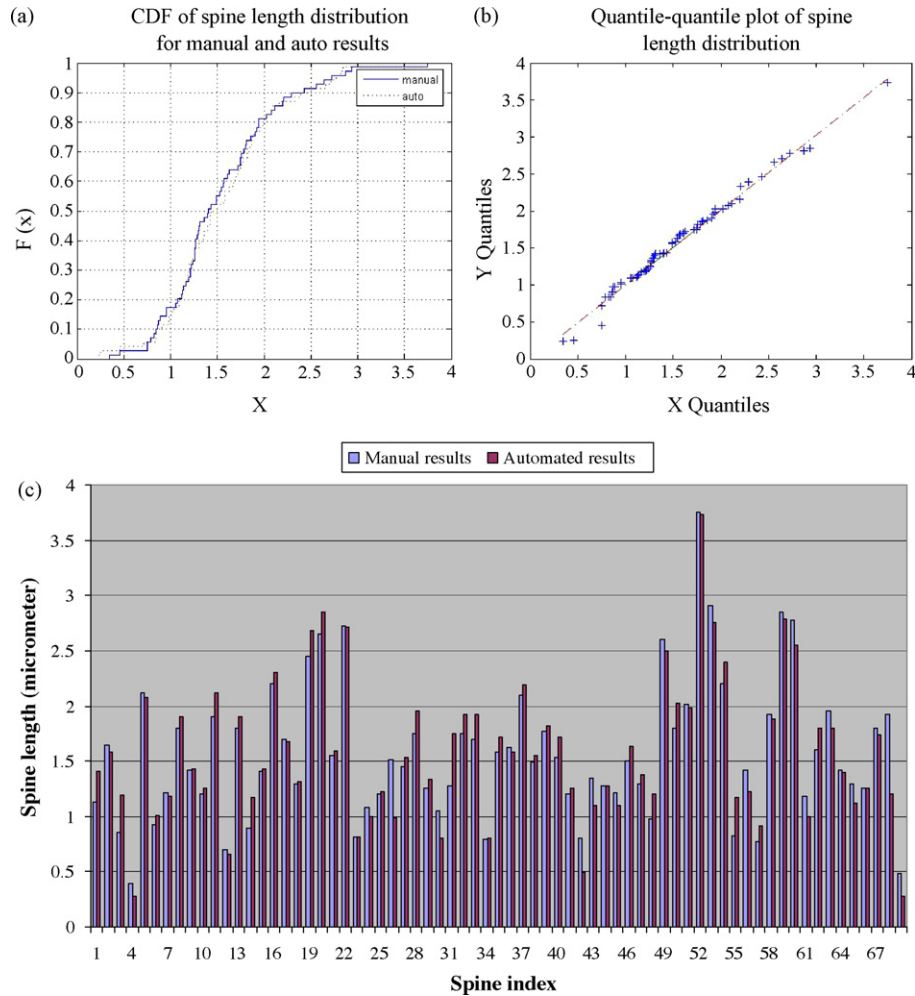 (a)
CDF of spine length distribution
for manual and auto results
1
0.9
0.8
0.7
0.6
0.5
0.4
0.3
0.2
0.1
0
F (x)
manual
auto
0.5
1
1.5
2
2.5
3
3.5
4
X
(b)
Quantile-quantile plot of spine
length distribution
4
3.5
3
2.5
2
1.5
1
0.5
0
Y Quantiles
0
0.5
1
1.5
2
2.5
3
3.5
4
X Quantiles
Manual results
Automated results
(c)
4
3.5
3
2.5
2
1.5
1
0.5
0
Spine length (micrometer)
1 4 7 10 13 16 19 22 25 28 31 34 37 40 43 46 49 52 55 58 61 64 67
Spine index